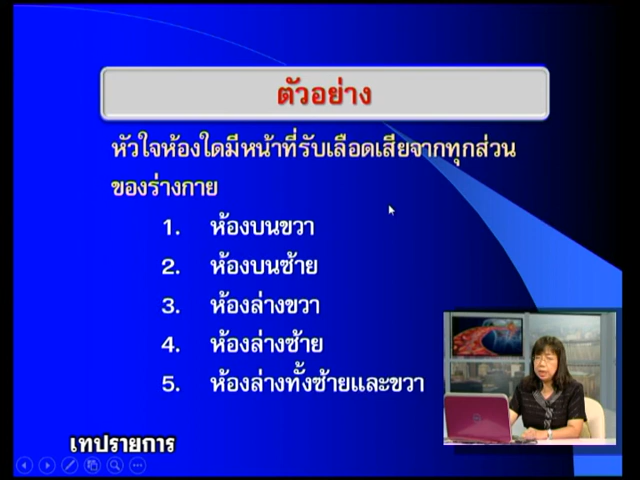 ตัวอย่าง
หัวใจห้องใดมีหน้าที่รับเลือดเสียจากทุกส่วน
ของร่างกาย
1. ห้องบนขวา
2. ห้องบนซ้าย
3. ห้องล่างขวา
4. ห้องล่างซ้าย
5. ห้องล่างทั้งซ้ายและขวา
เทปรายการ